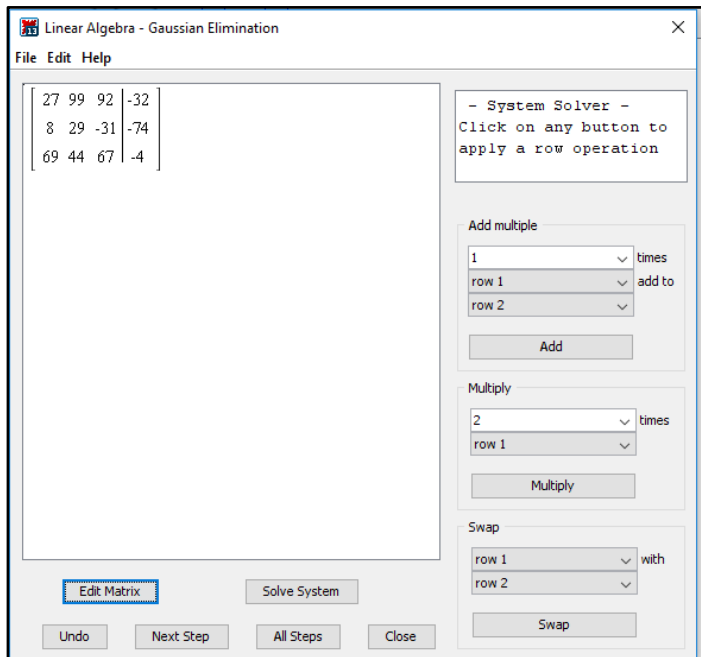 Linear Algebra - Gaussian Elimination
File Edit Help
27 99 92 -32
8 29 -31 -74
69 44 67 -4
- System Solver -
Click on any button to
apply a row operation
Add multiple
1 times
row 1 add to
row 2
Add
Multiply
2 times
row 1
Multiply
Swap
row 1 with
row 2
Swap
Edit Matrix Solve System
Undo Next Step All Steps Close